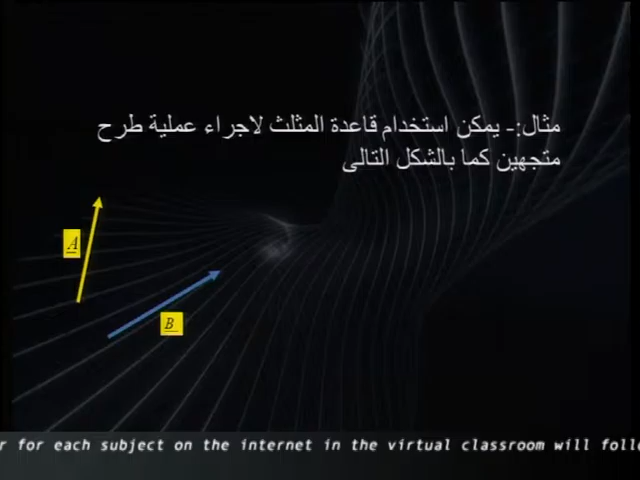 مثال:- يمكن استخدام قاعدة المثلث لاجراء عملية طرح
متجهين كما بالشكل التالى
A
B
for each subject on the internet in the virtual classroom will